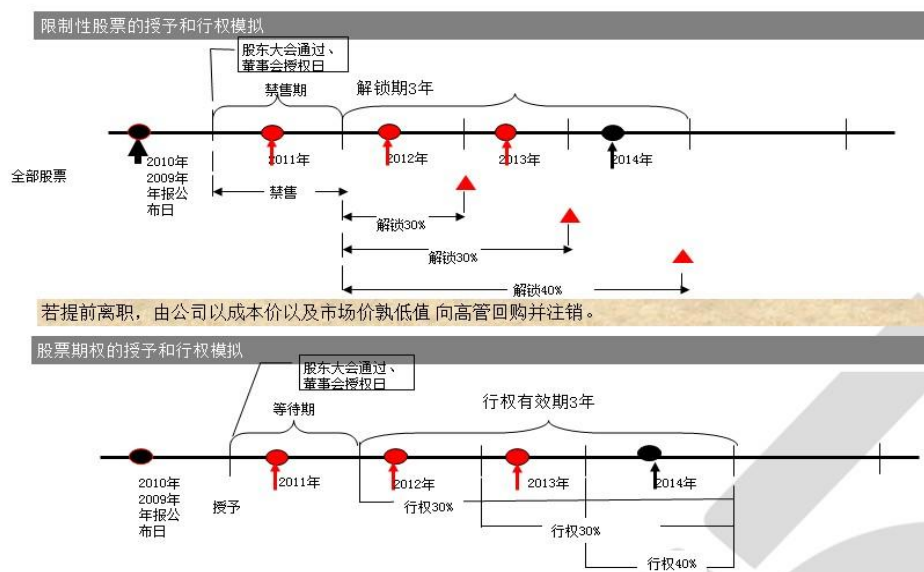 限制性股票的授予和行权模拟
股东大会通过、
董事会授权日
禁售期
解锁期3年
2010年
2009年
年报公
布日
2011年
2012年
2013年
2014年
全部股票
禁售
解锁30%
解锁30%
解锁40%
若提前离职，由公司以成本价以及市场价孰低值 向高管回购并注销。
股票期权的授予和行权模拟
股东大会通过、
董事会授权日
等待期
行权有效期3年
2010年
2009年
年报公
布日
授予
2011年
2012年
2013年
2014年
行权30%
行权30%
行权40%